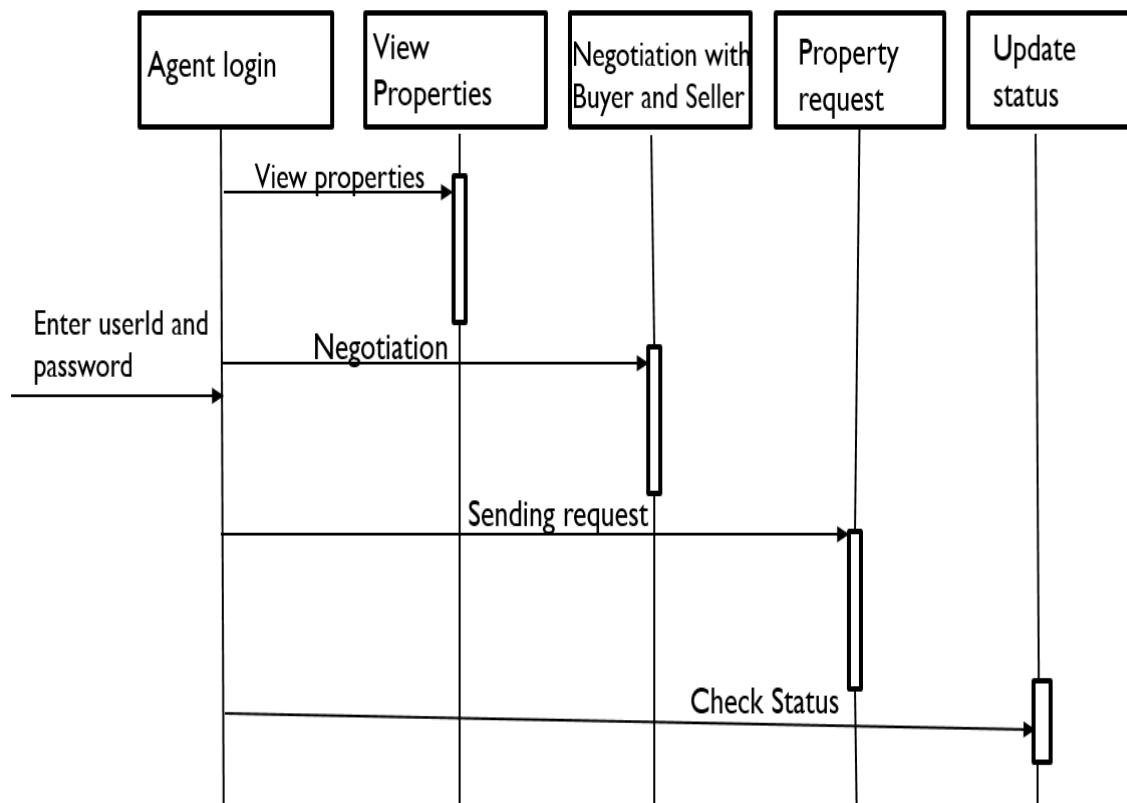 Agent login
View
Properties
Negotiation with
Buyer and Seller
Property
request
Update
status
View properties
Enter userId and
password
Negotiation
Sending request
Check Status